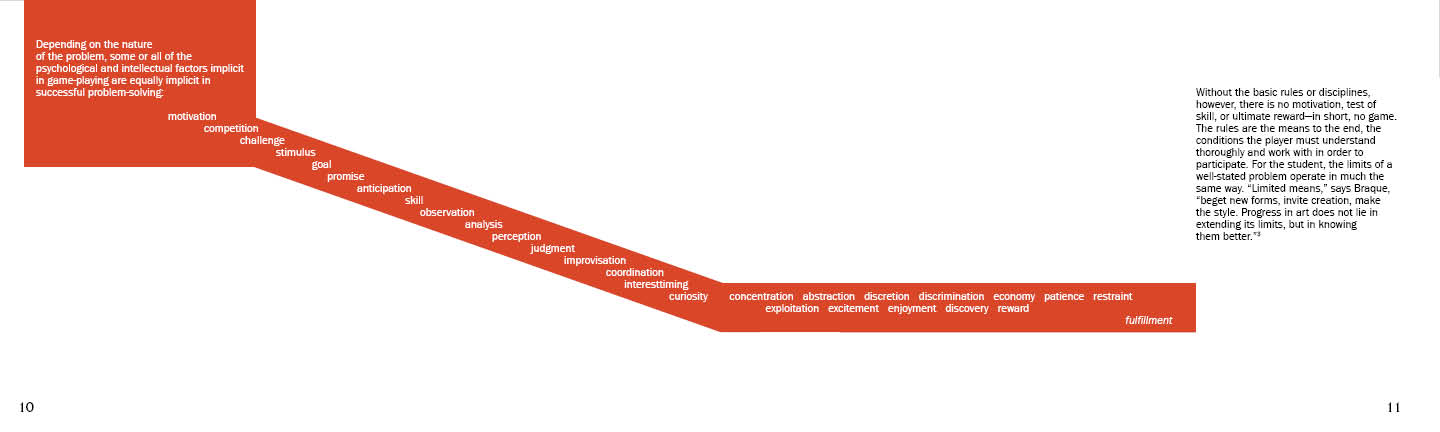 Depending on the nature
of the problem, some or all of the
psychological and intellectual factors implicit
in game-playing are equally implicit in
successful problem-solving:
motivation
competition
challenge
stimulus
goal
promise
anticipation
skill
observation
analysis
perception
judgment
improvisation
coordination
interesttiming
curiosity concentration abstraction discretion discrimination economy patience restraint
exploitation excitement enjoyment discovery reward
fulfillment
Without the basic rules or disciplines,
however, there is no motivation, test of
skill, or ultimate reward—in short, no game.
The rules are the means to the end, the
conditions the player must understand
thoroughly and work with in order to
participate. For the student, the limits of a
well-stated problem operate in much the
same way. “Limited means,” says Braque,
“beget new forms, invite creation, make
the style. Progress in art does not lie in
extending its limits, but in knowing
them better.”³
10
11